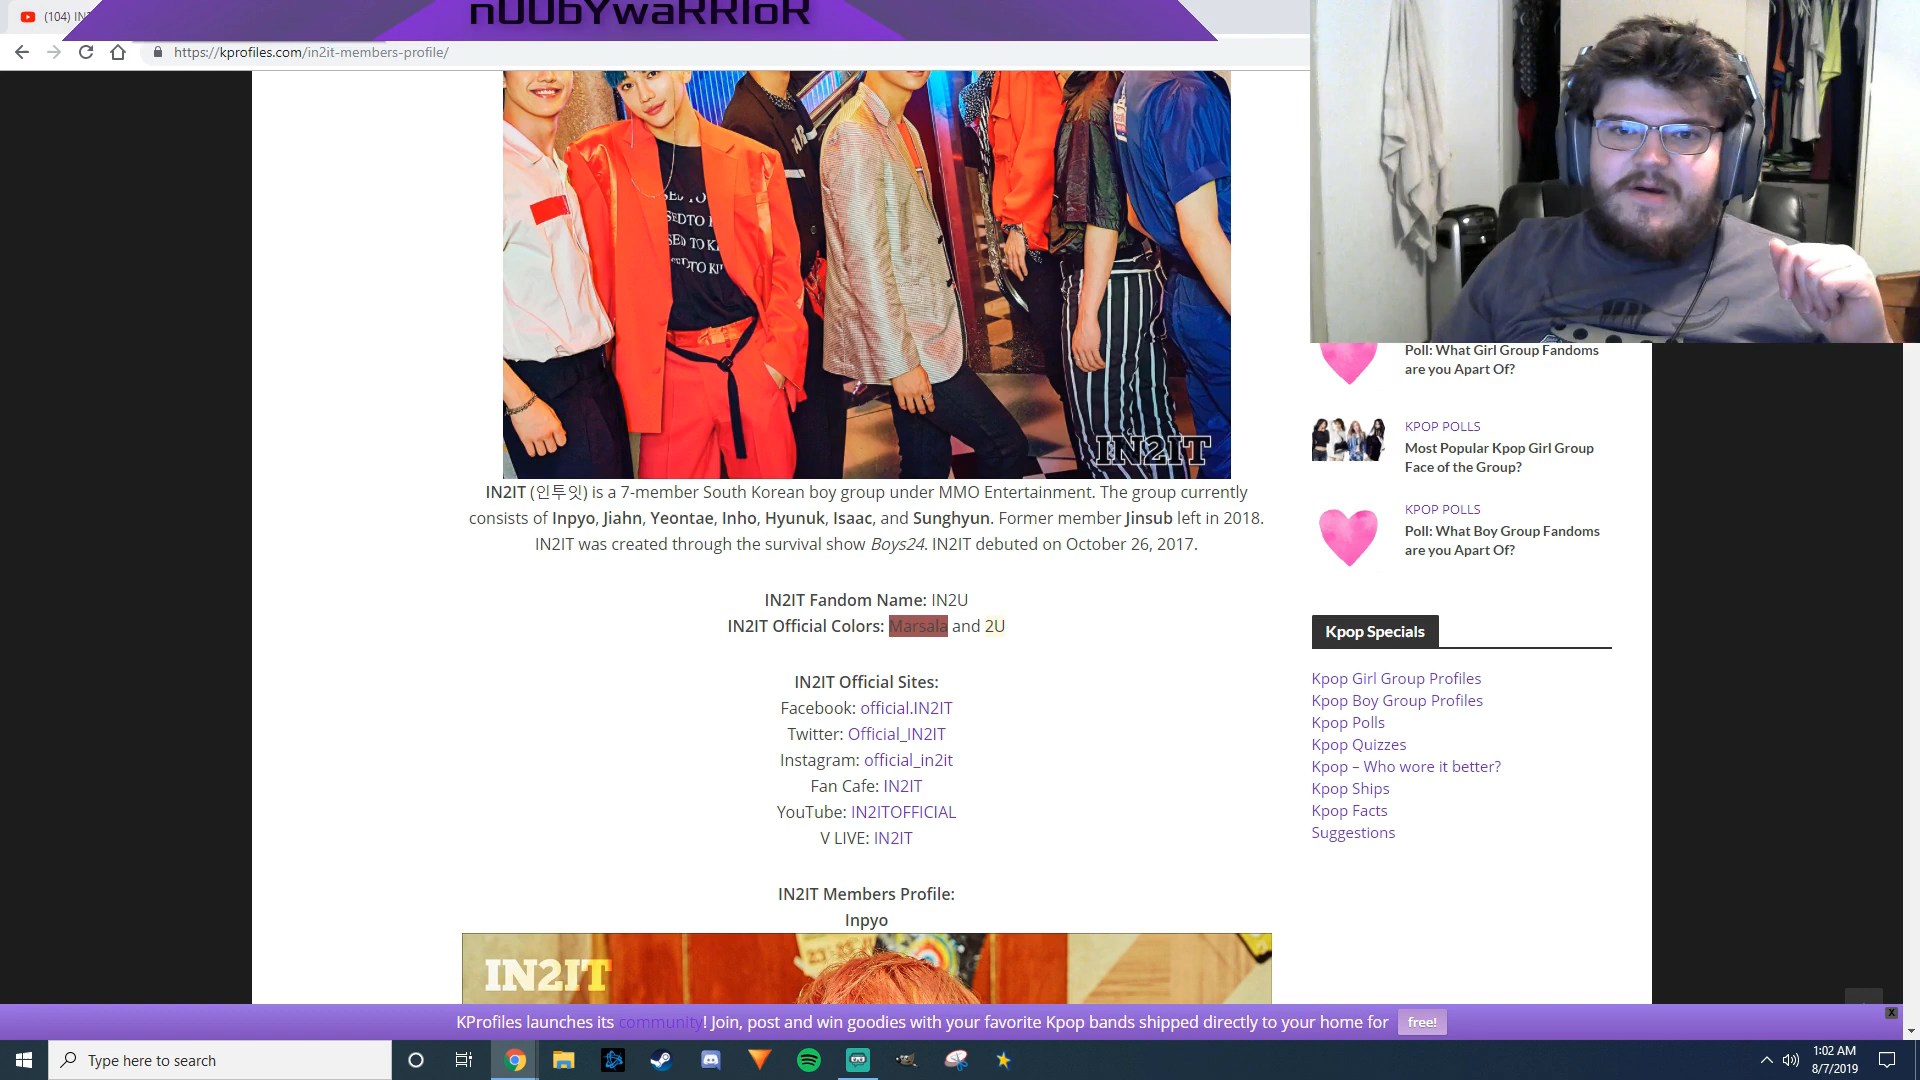 nUUbYwaRRIoR
(104) IN
https://kprofiles.com/in2it-members-profile/
IN2IT
IN2IT (인투잇) is a 7-member South Korean boy group under MMO Entertainment. The group currently
consists of Inpyo, Jiahn, Yeontae, Inho, Hyunuk, Isaac, and Sunghyun. Former member Jinsub left in 2018.
IN2IT was created through the survival show Boys24. IN2IT debuted on October 26, 2017.
IN2IT Fandom Name: IN2U
IN2IT Official Colors: Marsala and 2U
IN2IT Official Sites:
Facebook: official.IN2IT
Twitter: Official_IN2IT
Instagram: official_in2it
Fan Cafe: IN2IT
YouTube: IN2ITOFFICIAL
V LIVE: IN2IT
IN2IT Members Profile:
Inpyo
IN2IT
Poll: What Girl Group Fandoms
are you Apart Of?
KPOP POLLS
Most Popular Kpop Girl Group
Face of the Group?
KPOP POLLS
Poll: What Boy Group Fandoms
are you Apart Of?
Kpop Specials
Kpop Girl Group Profiles
Kpop Boy Group Profiles
Kpop Polls
Kpop Quizzes
Kpop – Who wore it better?
Kpop Ships
Kpop Facts
Suggestions
KProfiles launches its community! Join, post and win goodies with your favorite Kpop bands shipped directly to your home for free!
X
Type here to search
1:02 AM
8/7/2019